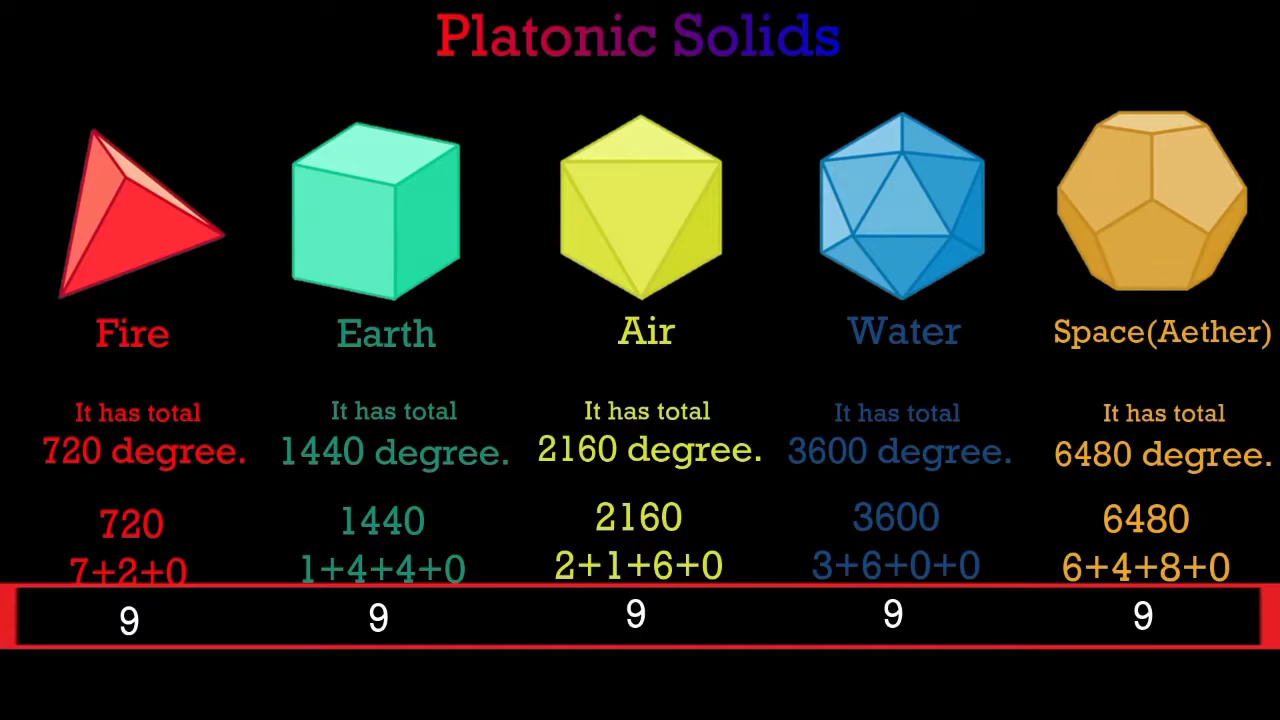 Platonic Solids
Fire Earth Air Water Space(Aether)
It has total It has total It has total It has total It has total
720 degree. 1440 degree. 2160 degree. 3600 degree. 6480 degree.
720 1440 2160 3600 6480
7+2+0 1+4+4+0 2+1+6+0 3+6+0+0 6+4+8+0
9 9 9 9 9